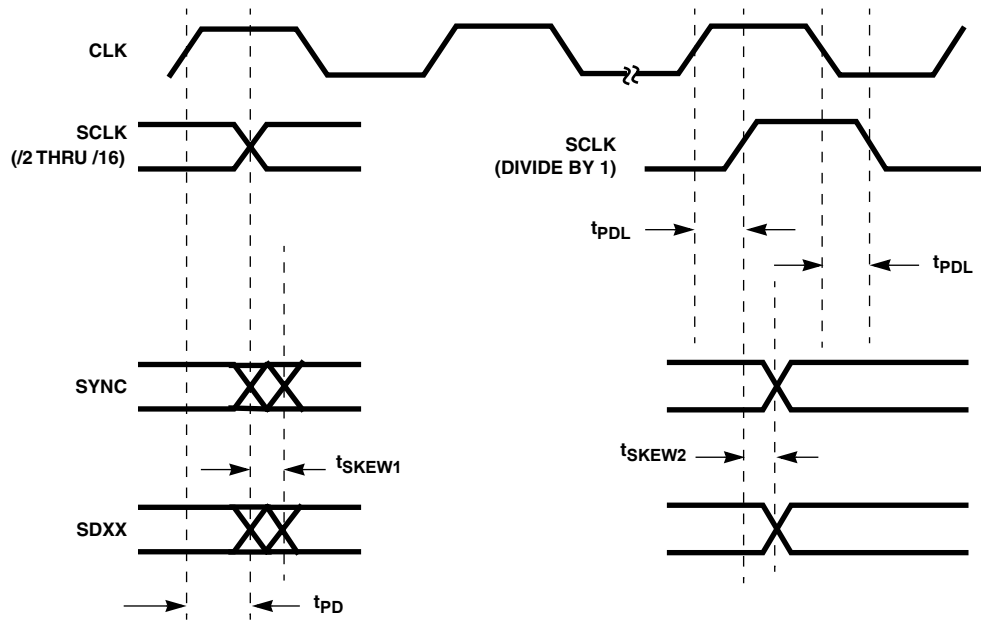 CLK
SCLK
(/2 THRU /16)
SCLK
(DIVIDE BY 1)
tPDL
tPDL
SYNC
tSKEW1
tSKEW2
SDXX
tPD